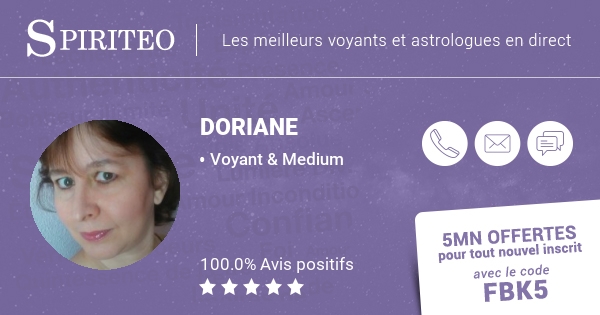 SPIRITEO
Les meilleurs voyants et astrologues en direct
DORIANE
• Voyant & Medium
100.0% Avis positifs
5MN OFFERTES
pour tout nouvel inscrit
avec le code
FBK5